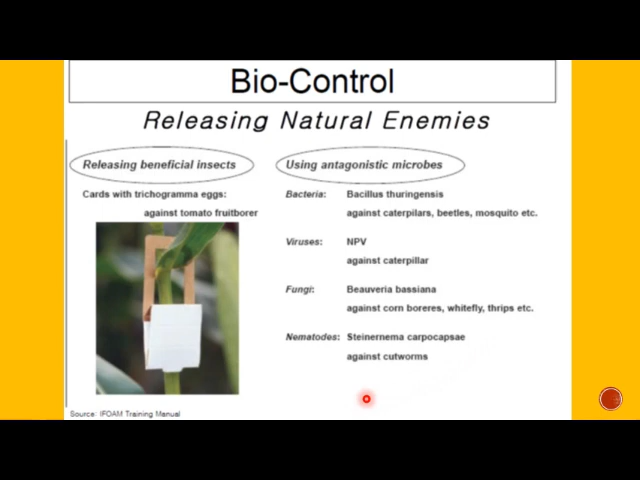 Bio-Control
Releasing Natural Enemies
Releasing beneficial insects
Cards with trichogramma eggs:
against tomato fruitborer
Using antagonistic microbes
Bacteria: Bacillus thuringensis
against caterpilars, beetles, mosquito etc.
Viruses: NPV
against caterpillar
Fungi: Beauveria bassiana
against corn boreres, whitefly, thrips etc.
Nematodes: Steinernema carpocapsae
against cutworms
Source: IFOAM Training Manual